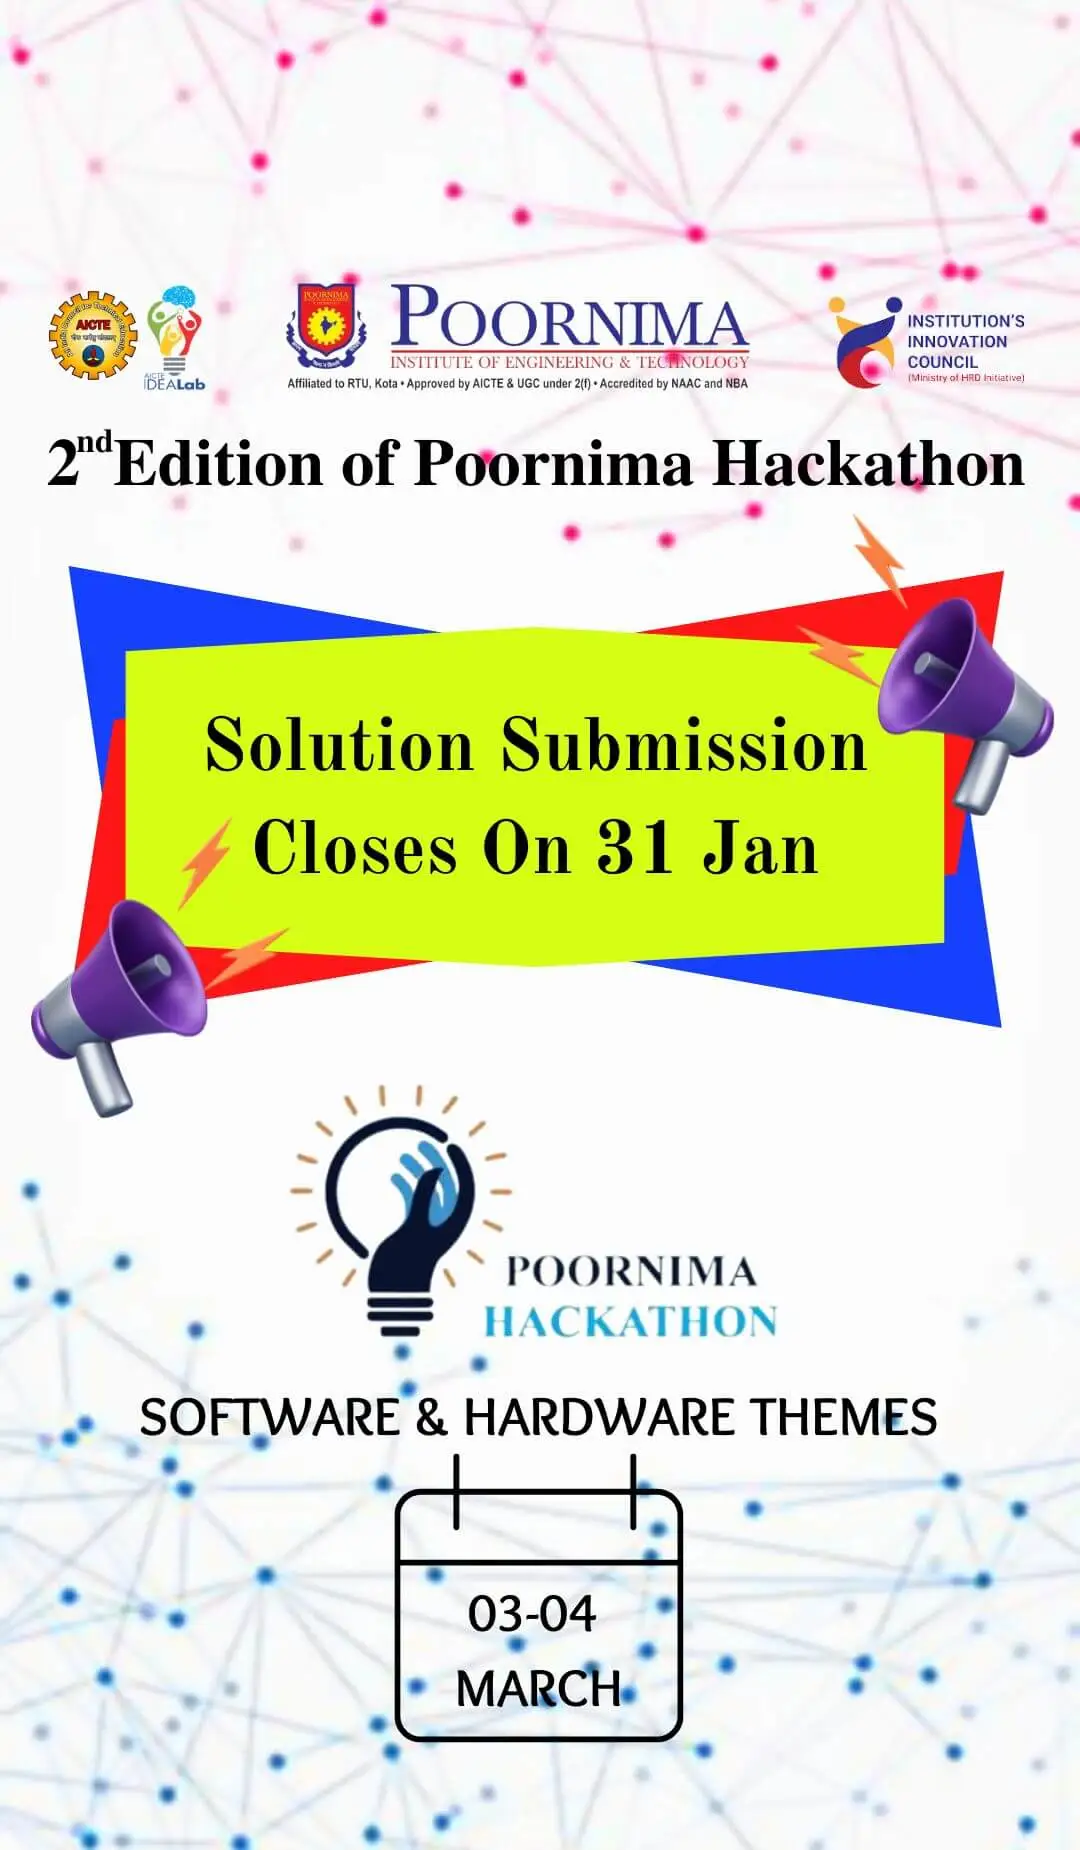 AICTE
AICTE
IDEALab
POORNIMA
POORNIMA
INSTITUTE OF ENGINEERING & TECHNOLOGY
Affiliated to RTU, Kota • Approved by AICTE & UGC under 2(f) • Accredited by NAAC and NBA
INSTITUTION'S
INNOVATION
COUNCIL
(Ministry of HRD Initiative)
2nd Edition of Poornima Hackathon
Solution Submission
Closes On 31 Jan
POORNIMA
HACKATHON
SOFTWARE & HARDWARE THEMES
03-04
MARCH